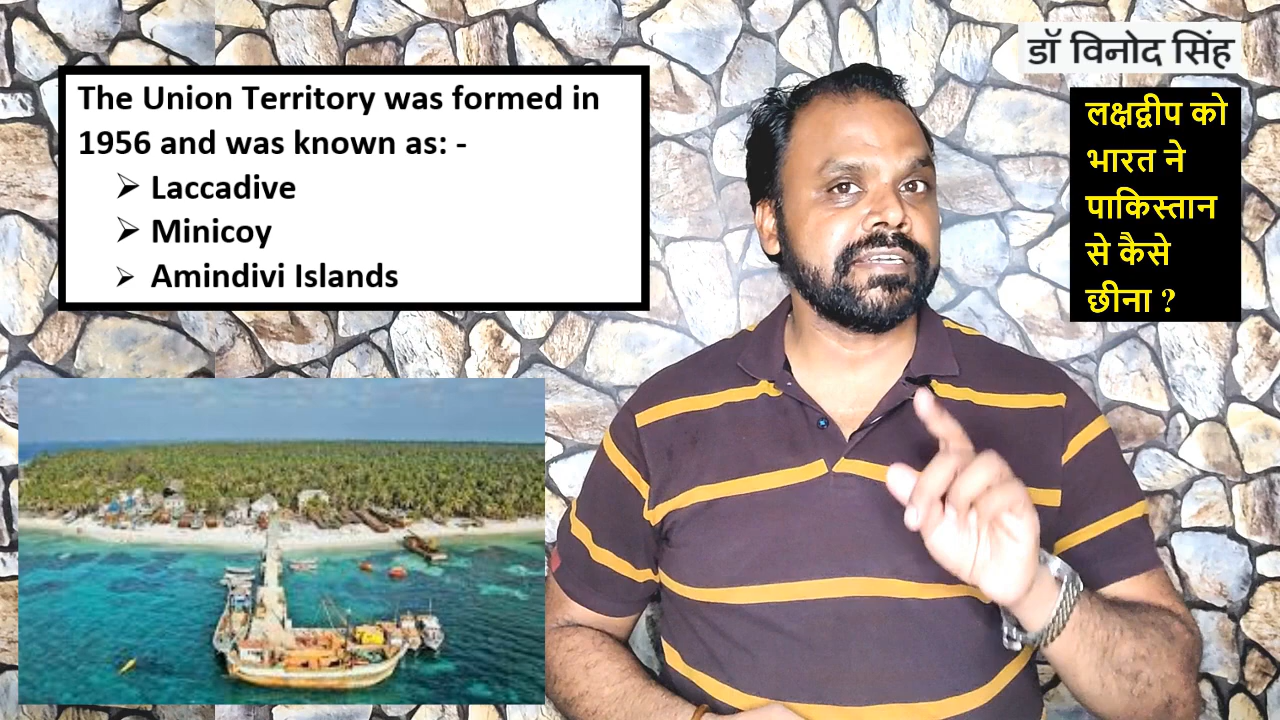 The Union Territory was formed in
1956 and was known as: -
➢ Laccadive
➢ Minicoy
➢ Amindivi Islands
डॉ विनोद सिंह
लक्षद्वीप को
भारत ने
पाकिस्तान
से कैसे
छीना ?